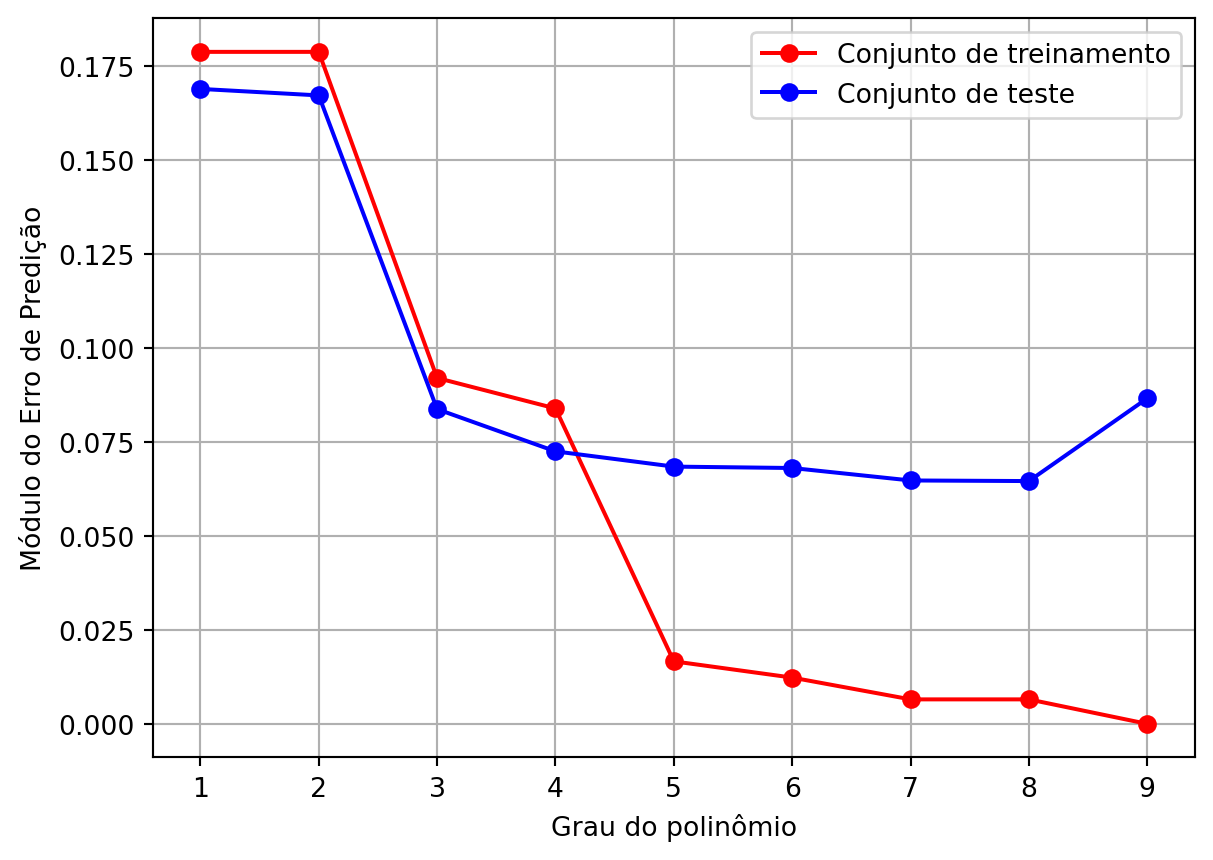 Conjunto de treinamento
Conjunto de teste
Módulo do Erro de Predição
0.175
0.150
0.125
0.100
0.075
0.050
0.025
0.000
1 2 3 4 5 6 7 8 9
Grau do polinômio